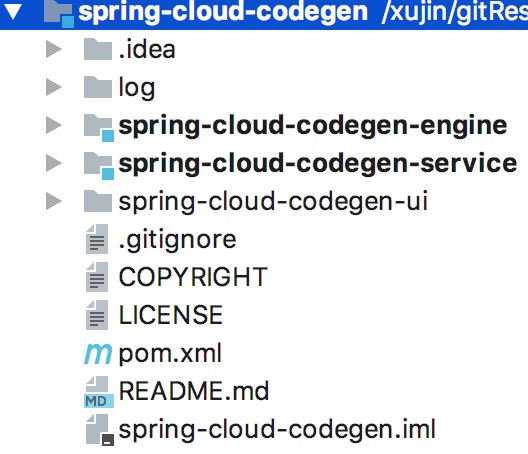 spring-cloud-codegen /xujin/gitRes
.idea
log
spring-cloud-codegen-engine
spring-cloud-codegen-service
spring-cloud-codegen-ui
.gitignore
COPYRIGHT
LICENSE
m pom.xml
MD README.md
spring-cloud-codegen.iml